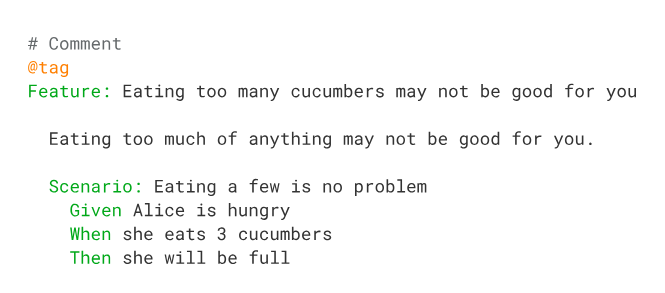 # Comment
@tag
Feature: Eating too many cucumbers may not be good for you
Eating too much of anything may not be good for you.
Scenario: Eating a few is no problem
Given Alice is hungry
When she eats 3 cucumbers
Then she will be full